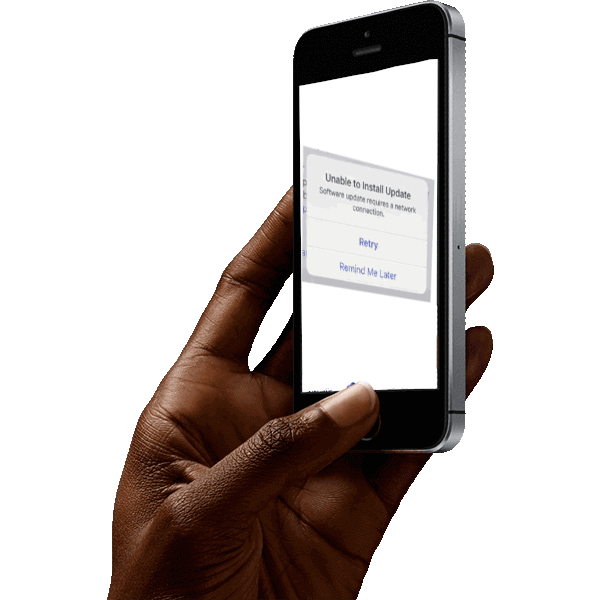 Unable to Install Update
Software update requires a network
connection.
Retry
Remind Me Later